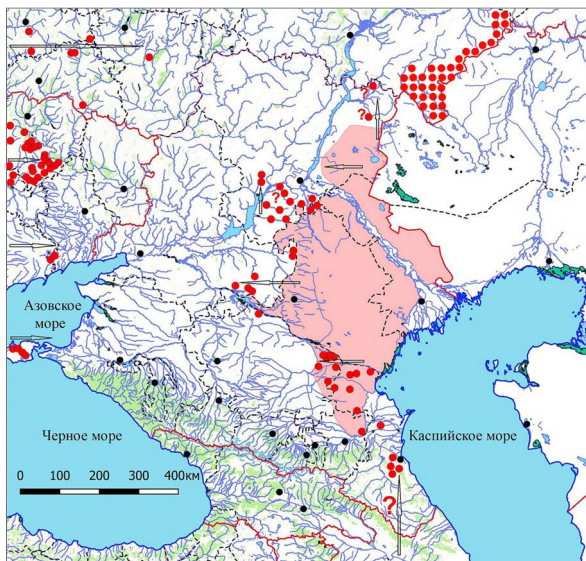 ?
?
?
Азовское
море
Черное море
Каспийское море
0 100 200 300 400км
?